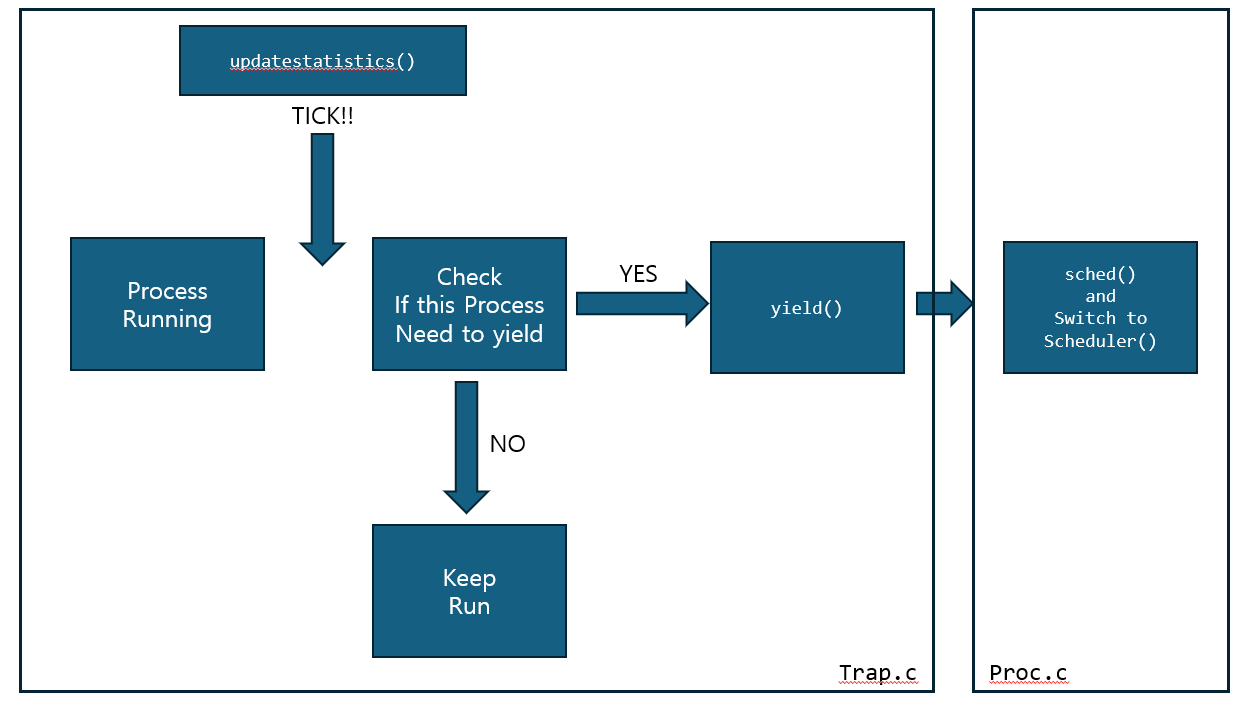 updatestatistics()
TICK!!
Process
Running
Check
If this Process
Need to yield
YES
yield()
sched()
and
Switch to
Scheduler()
NO
Keep
Run
Trap.c
Proc.c